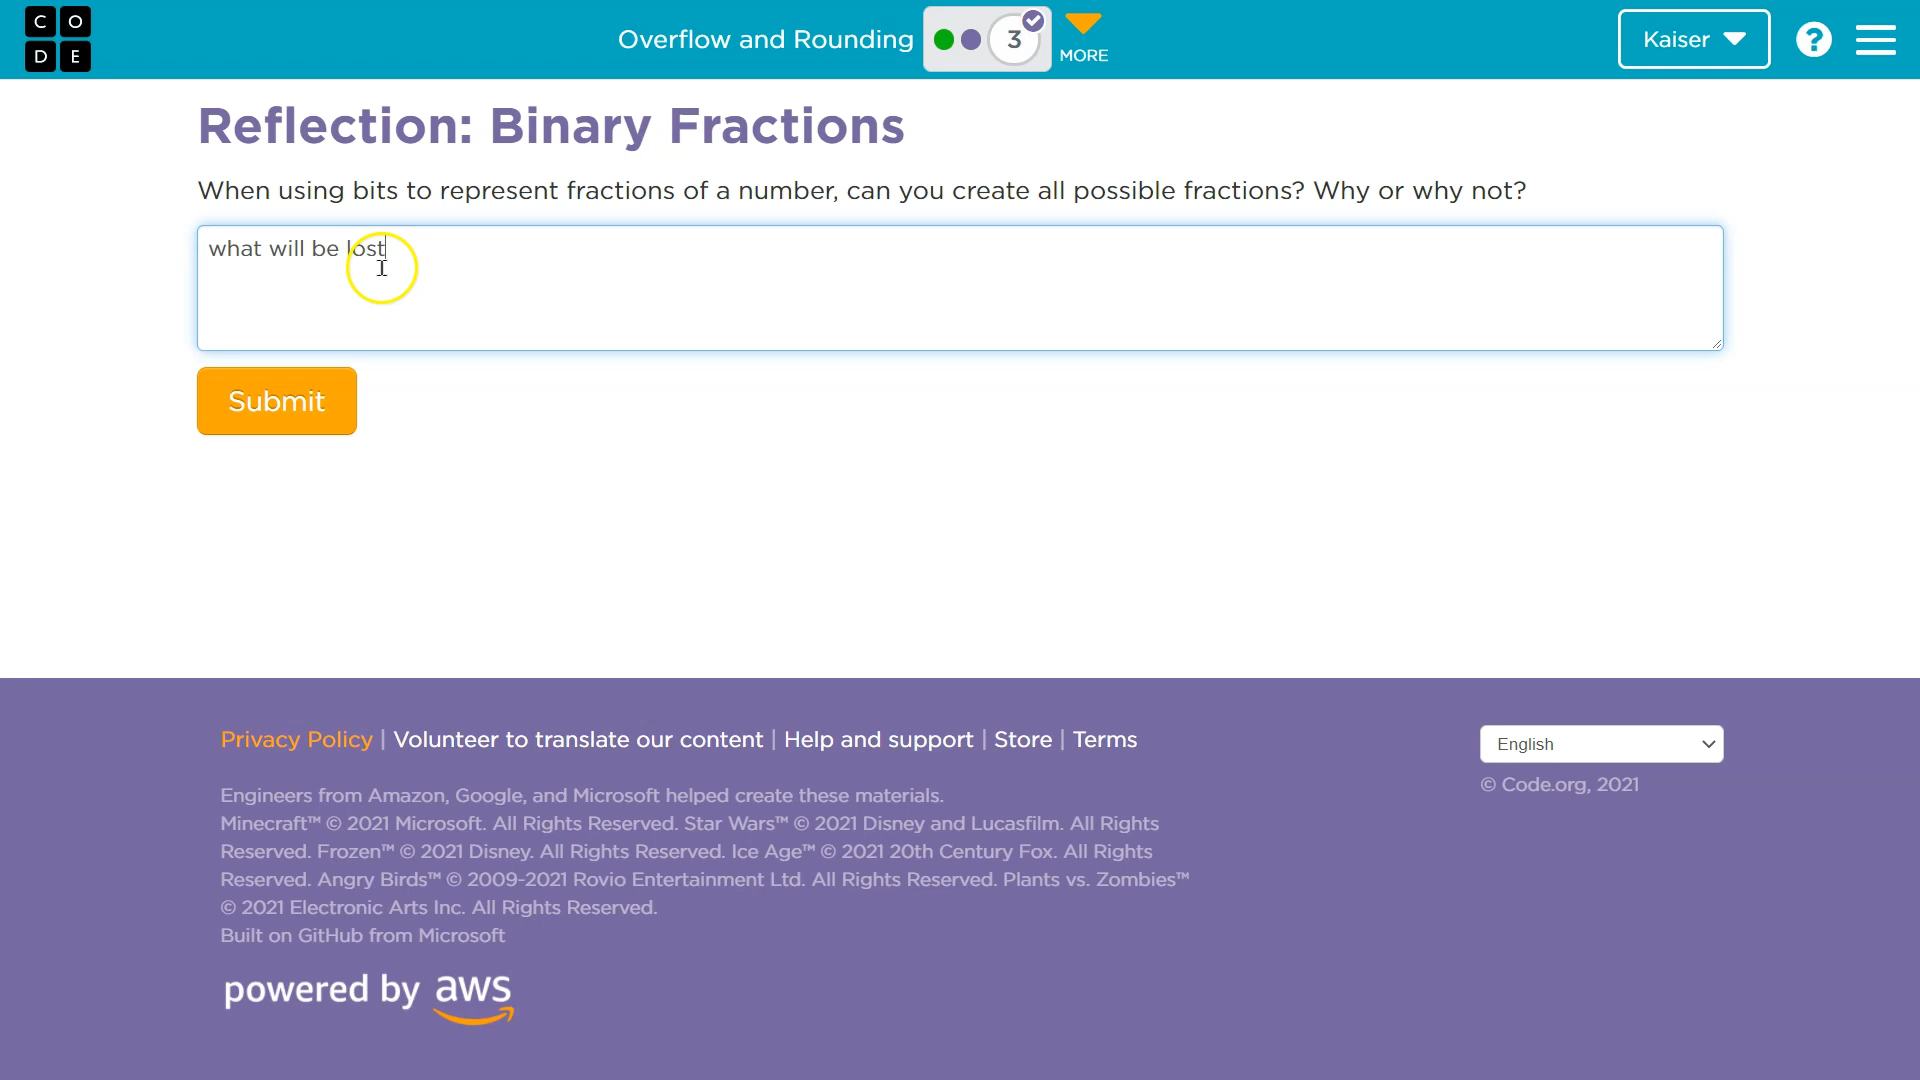 C O
D E
Overflow and Rounding
3
MORE
Kaiser
?
Reflection: Binary Fractions
When using bits to represent fractions of a number, can you create all possible fractions? Why or why not?
what will be lost
Submit
Privacy Policy | Volunteer to translate our content | Help and support | Store | Terms
English
© Code.org, 2021
Engineers from Amazon, Google, and Microsoft helped create these materials.
Minecraft™ © 2021 Microsoft. All Rights Reserved. Star Wars™ © 2021 Disney and Lucasfilm. All Rights
Reserved. Frozen™ © 2021 Disney. All Rights Reserved. Ice Age™ © 2021 20th Century Fox. All Rights
Reserved. Angry Birds™ © 2009-2021 Rovio Entertainment Ltd. All Rights Reserved. Plants vs. Zombies™
© 2021 Electronic Arts Inc. All Rights Reserved.
Built on GitHub from Microsoft
powered by aws